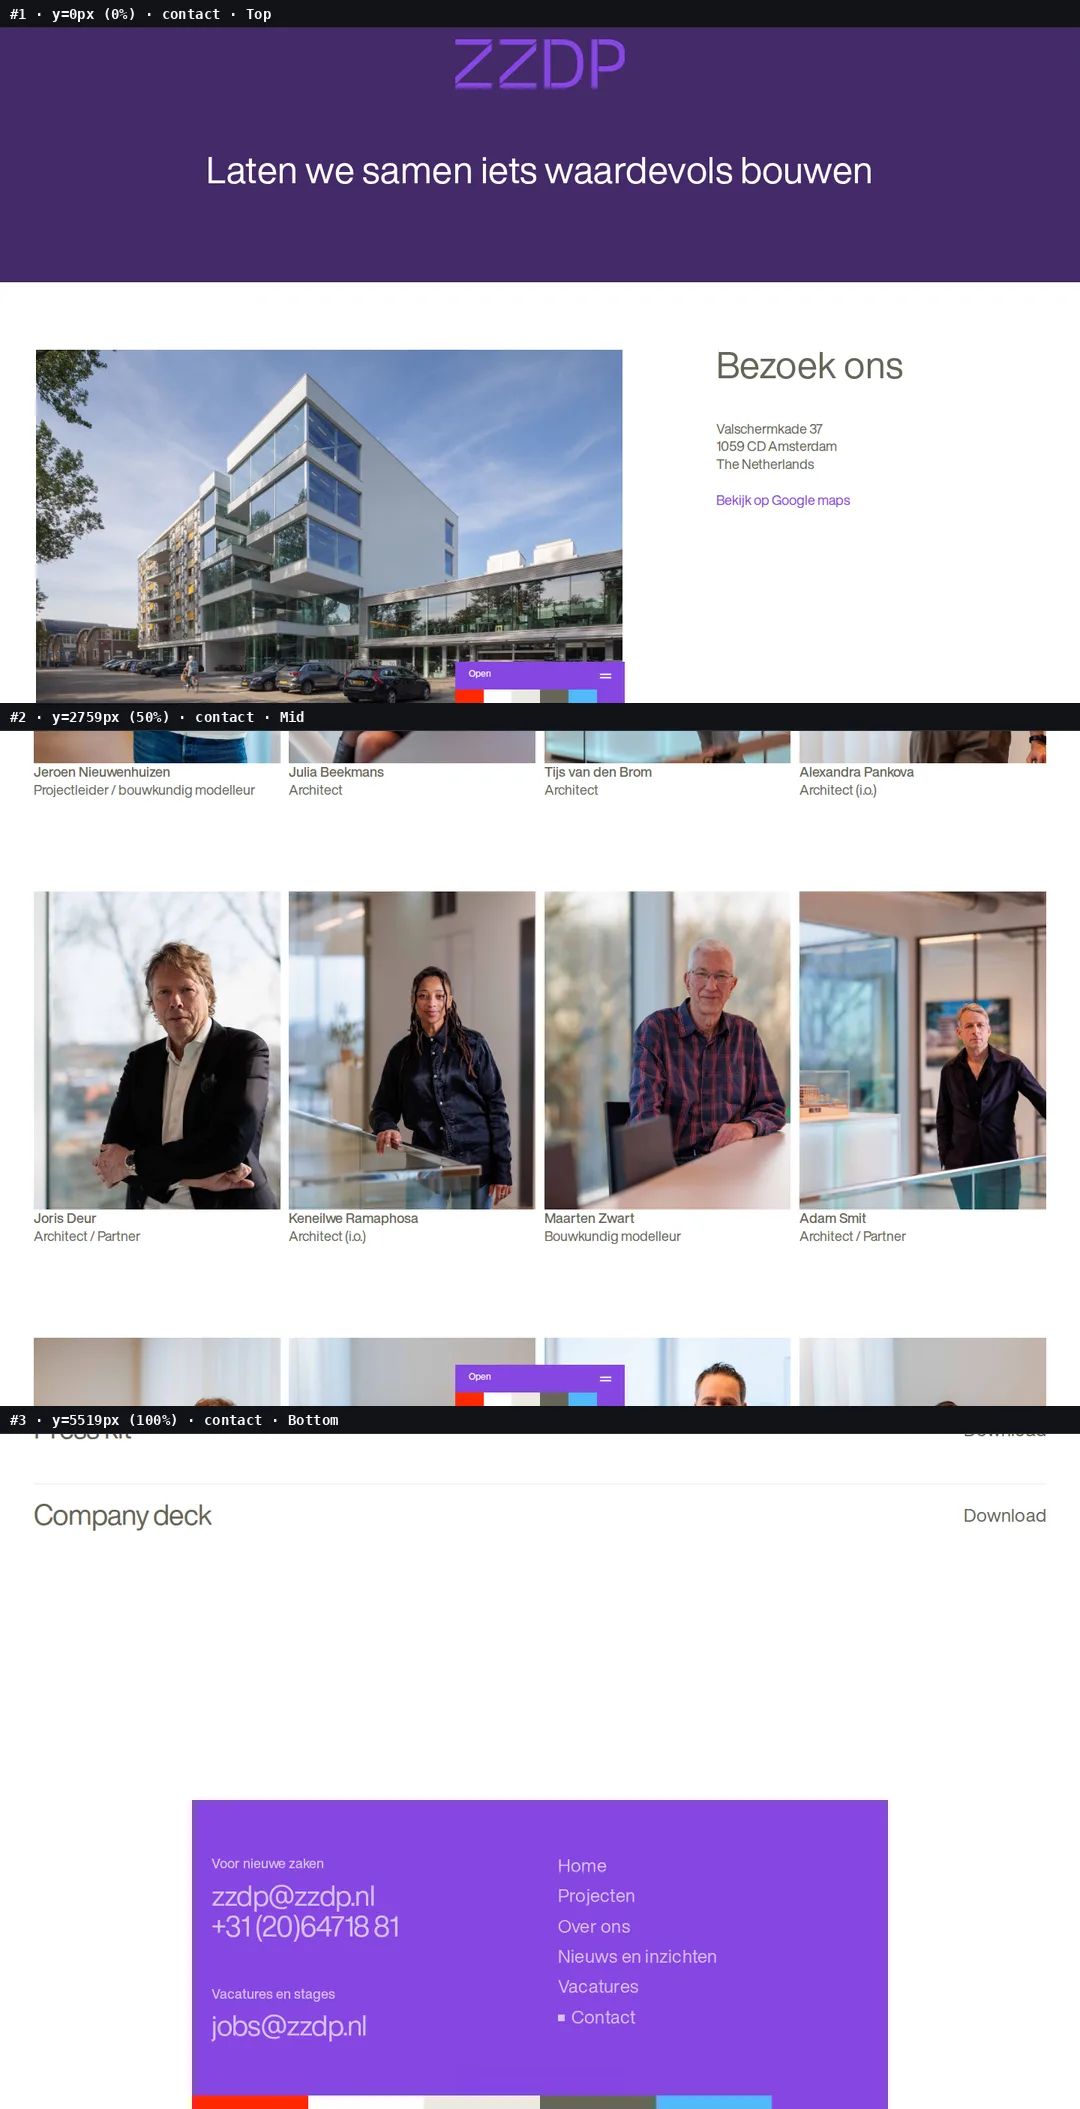 #1 · y=0px (0%) · contact · Top
ZZDP
Laten we samen iets waardevols bouwen
Bezoek ons
Valschermkade 37
1059 CD Amsterdam
The Netherlands
Bekijk op Google maps
Open
#2 · y=2759px (50%) · contact · Mid
Jeroen Nieuwenhuizen
Projectleider / bouwkundig modelleur
Julia Beekmans
Architect
Tijs van den Brom
Architect
Alexandra Pankova
Architect (i.o.)
Joris Deur
Architect / Partner
Keneilwe Ramaphosa
Architect (i.o.)
Maarten Zwart
Bouwkundig modelleur
Adam Smit
Architect / Partner
Open
#3 · y=5519px (100%) · contact · Bottom
Press kit
Download
Company deck
Download
Voor nieuwe zaken
zzdp@zzdp.nl
+31 (20)64718 81
Vacatures en stages
jobs@zzdp.nl
Home
Projecten
Over ons
Nieuws en inzichten
Vacatures
Contact